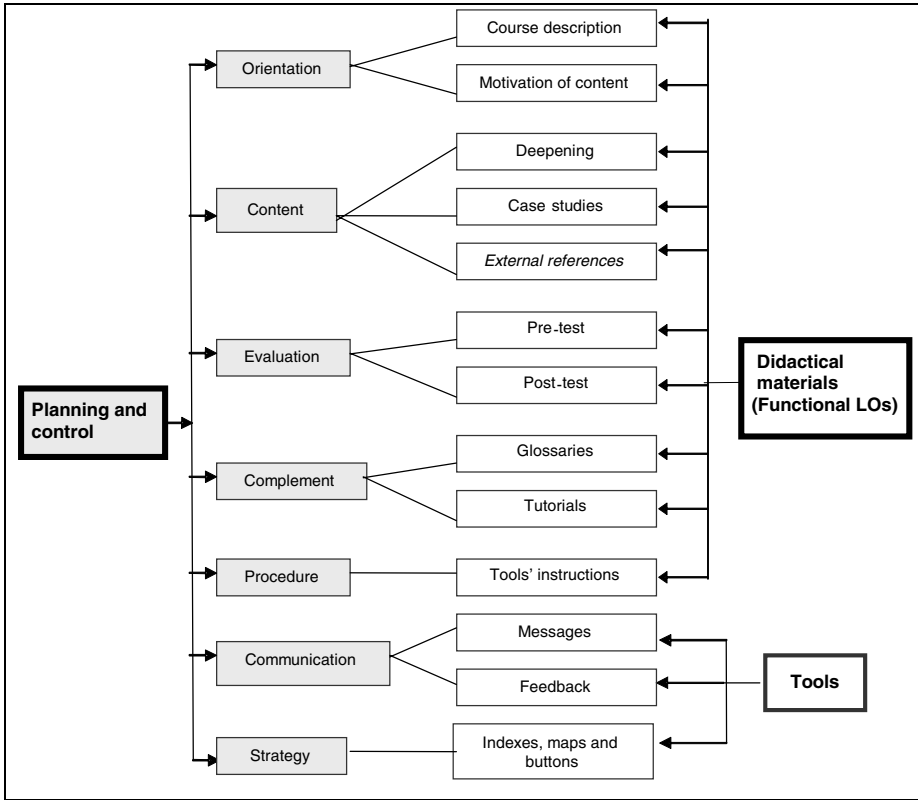 Course description
Orientation
Motivation of content
Deepening
Content
Case studies
External references
Pre-test
Evaluation
Post-test
Didactical
materials
(Functional LOs)
Planning and
control
Glossaries
Complement
Tutorials
Procedure
Tools’ instructions
Messages
Communication
Feedback
Tools
Strategy
Indexes, maps and
buttons